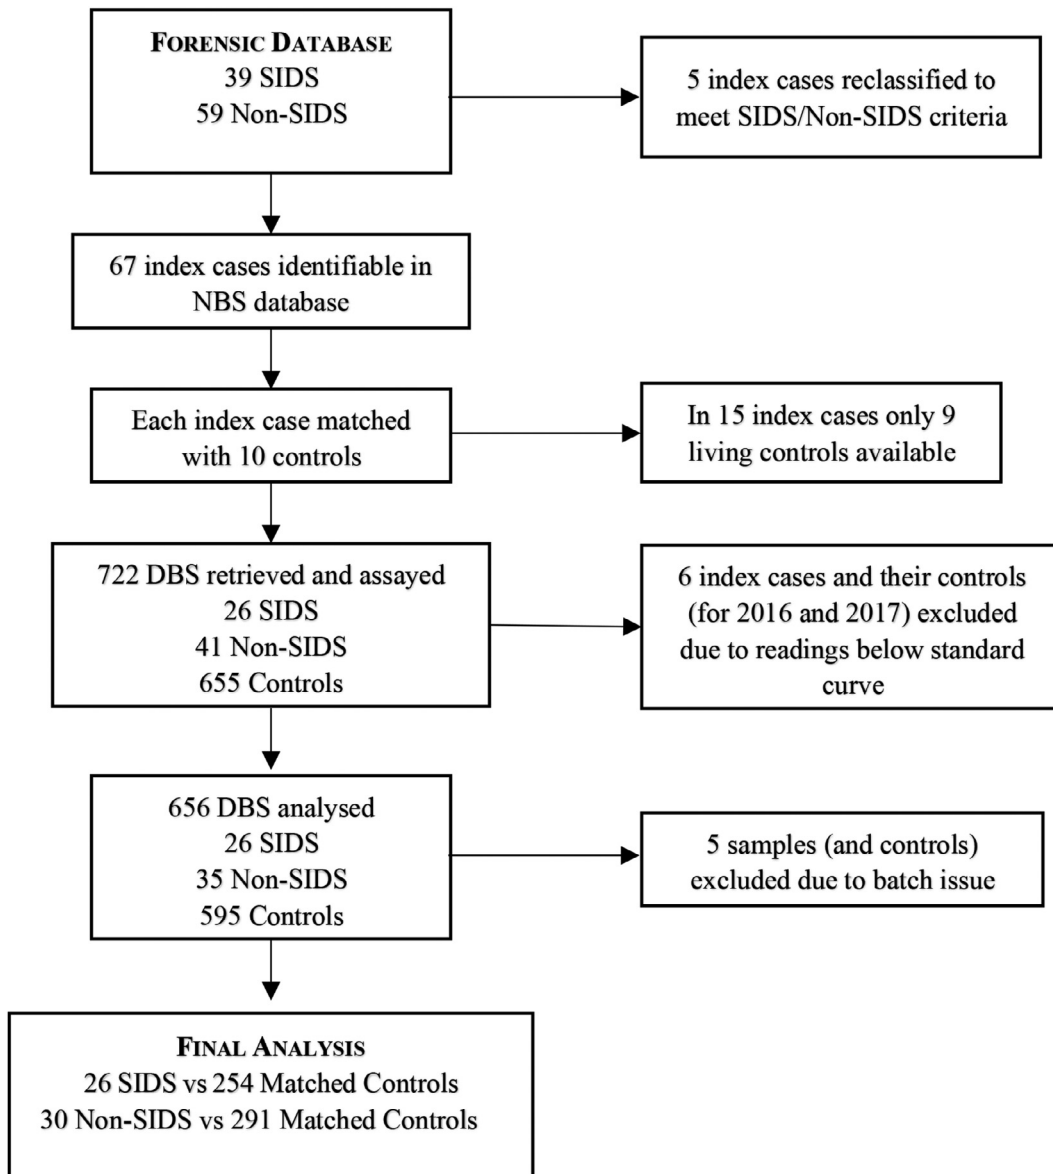 FORENSIC DATABASE
39 SIDS
59 Non-SIDS
5 index cases reclassified to
meet SIDS/Non-SIDS criteria
67 index cases identifiable in
NBS database
Each index case matched
with 10 controls
In 15 index cases only 9
living controls available
722 DBS retrieved and assayed
26 SIDS
41 Non-SIDS
655 Controls
6 index cases and their controls
(for 2016 and 2017) excluded
due to readings below standard
curve
656 DBS analysed
26 SIDS
35 Non-SIDS
595 Controls
5 samples (and controls)
excluded due to batch issue
FINAL ANALYSIS
26 SIDS vs 254 Matched Controls
30 Non-SIDS vs 291 Matched Controls